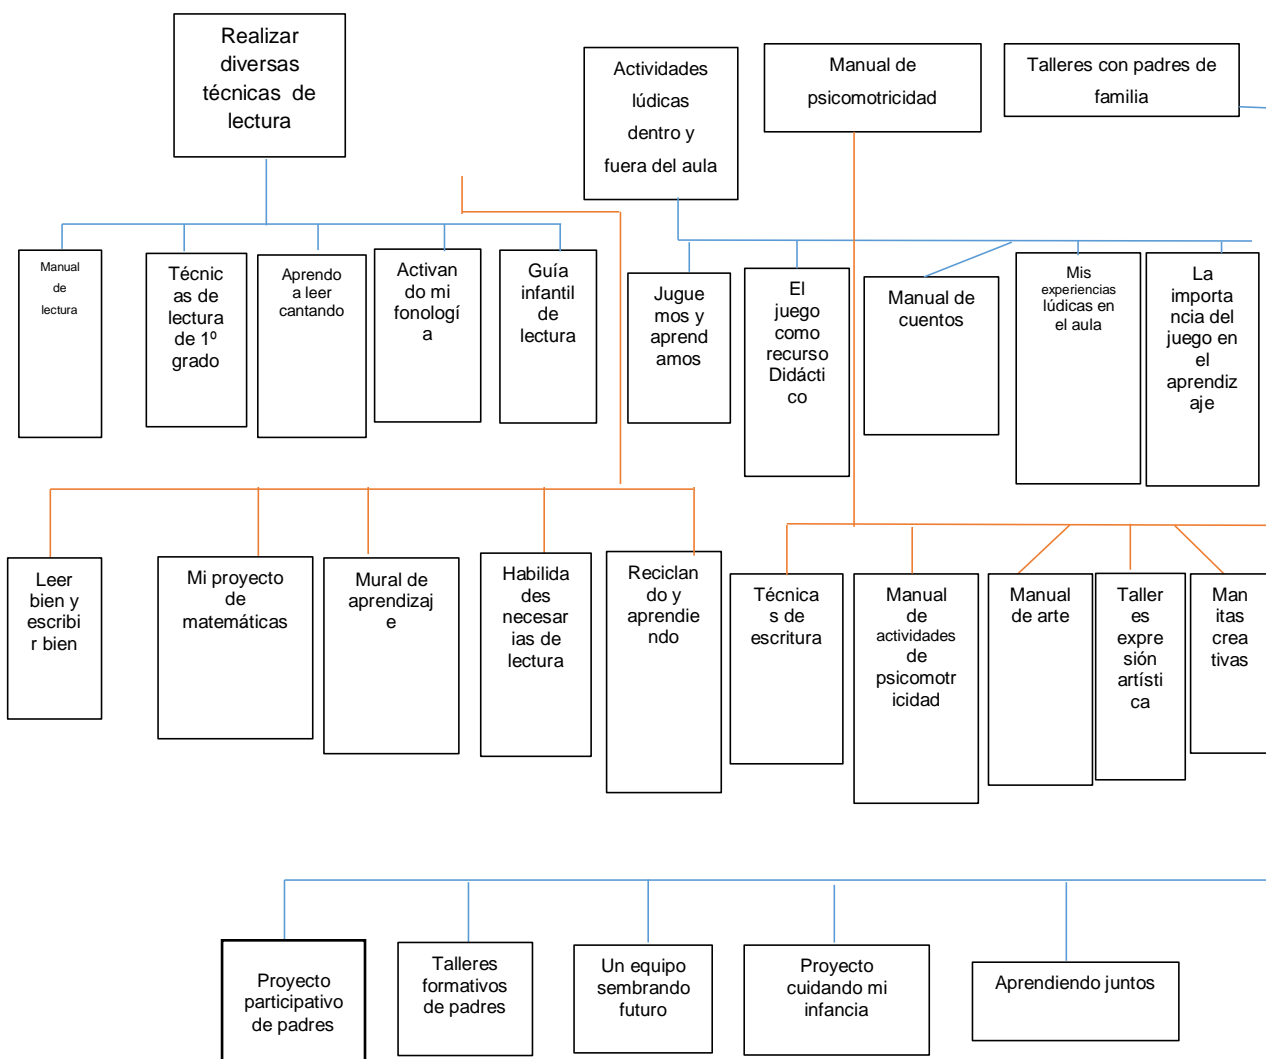 Realizar
diversas
técnicas de
lectura
Actividades
lúdicas
dentro y
fuera del aula
Manual de
psicomotricidad
Talleres con padres de
familia
Manual
de
lectura
Técnic
as de
lectura
de 1º
grado
Aprendo
a leer
cantando
Activan
do mi
fonologí
a
Guía
infantil
de
lectura
Jugue
mos y
aprend
amos
El
juego
como
recurso
Didácti
co
Manual de
cuentos
Mis
experiencias
lúdicas en
el aula
La
importa
ncia del
juego en
el
aprendiz
aje
Leer
bien y
escribi
r bien
Mi proyecto
de
matemáticas
Mural de
aprendizaj
e
Habilida
des
necesar
ias de
lectura
Reciclan
do y
aprendie
ndo
Técnica
s de
escritura
Manual
de
actividades
de
psicomotr
icidad
Manual
de arte
Taller
es
expre
sión
artísti
ca
Man
itas
crea
tivas
Proyecto
participativo
de padres
Talleres
formativos
de padres
Un equipo
sembrando
futuro
Proyecto
cuidando mi
infancia
Aprendiendo juntos